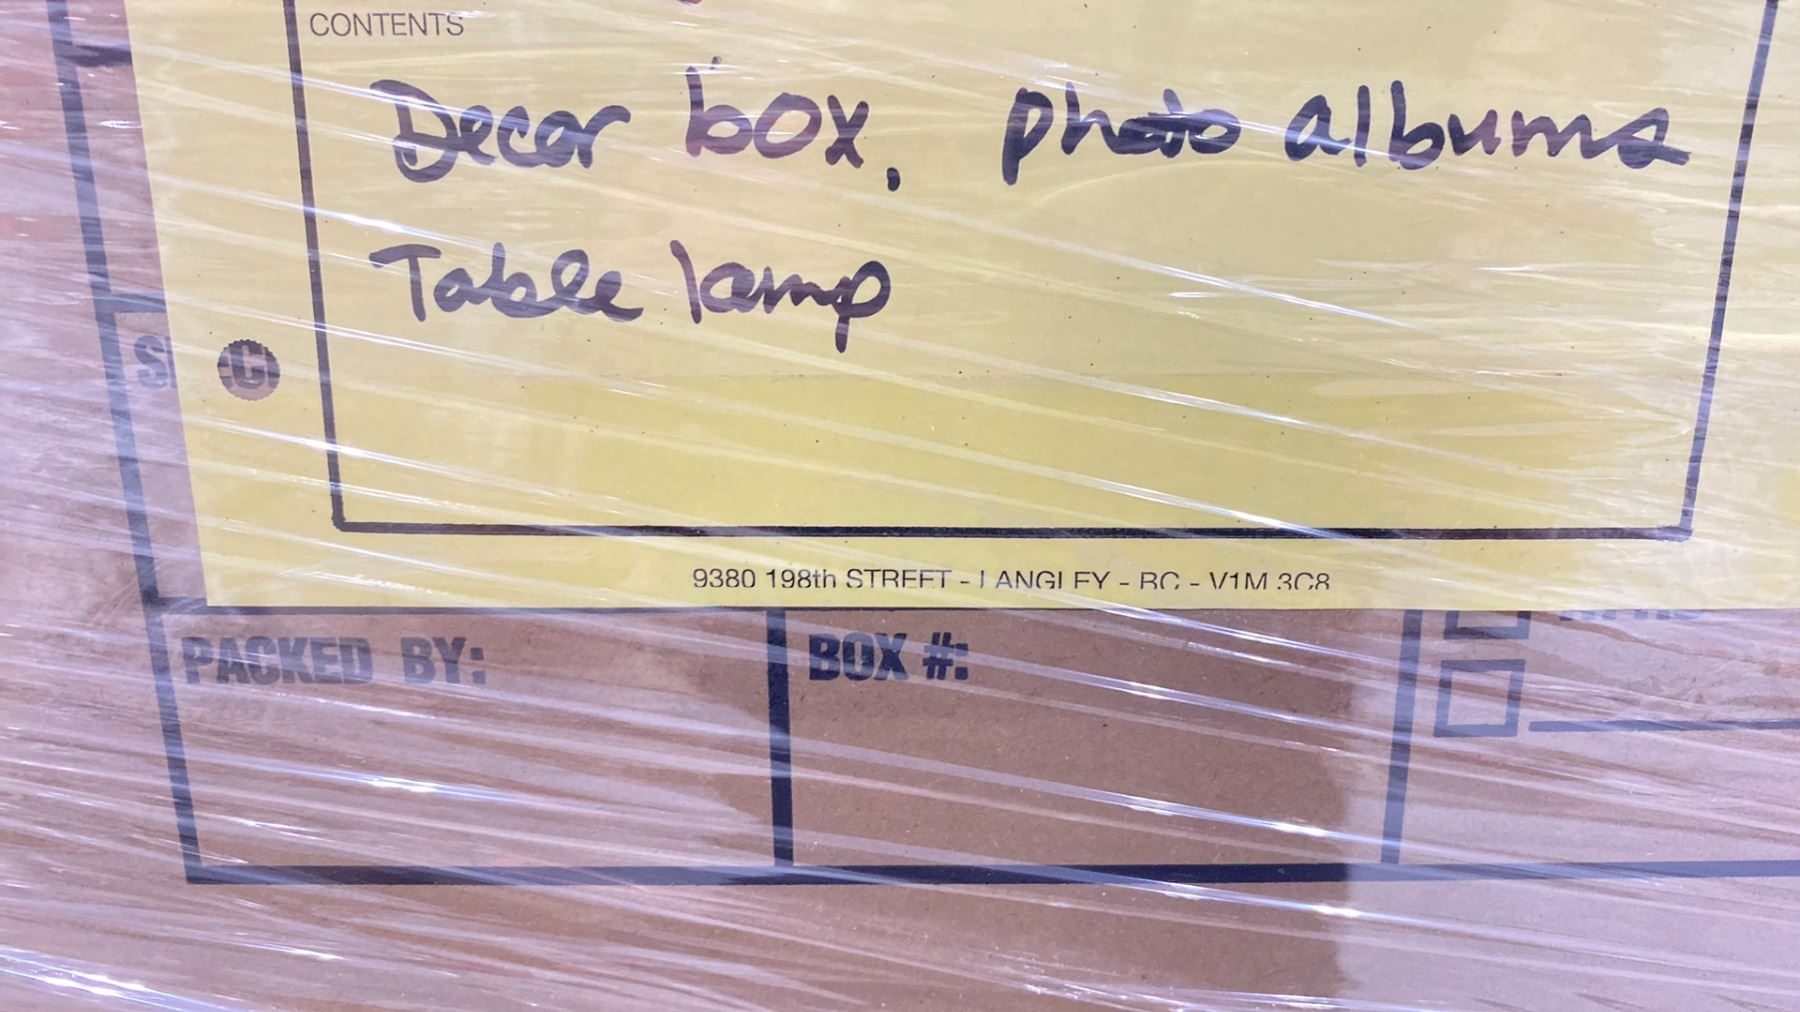 CONTENTS
Decor box, photo albums
Table lamp
9380 198th STREET - LANGLEY - BC - V1M 3C8
PACKED BY:
BOX #: